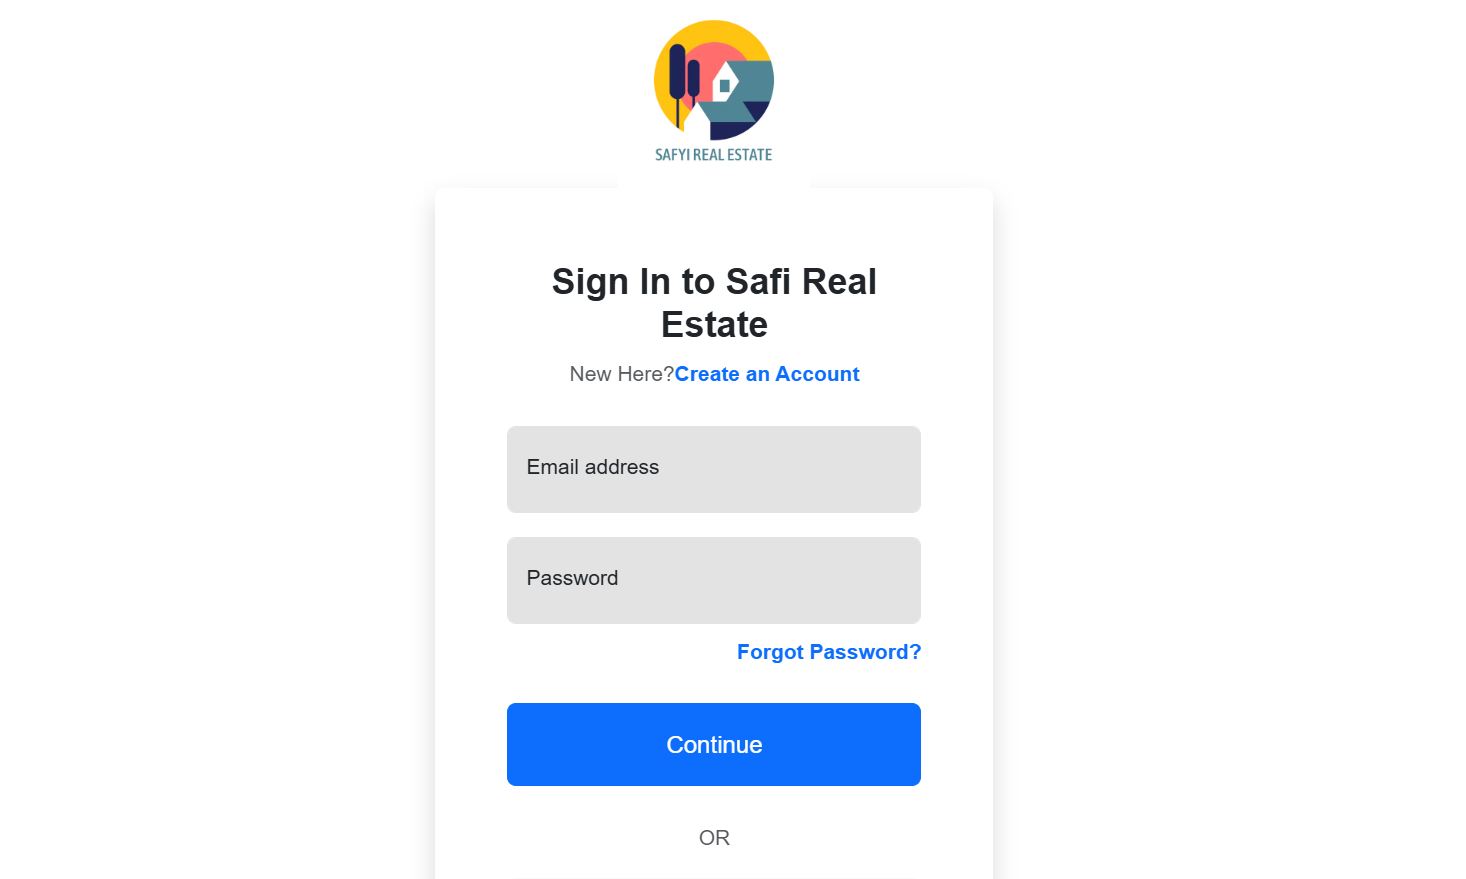 SAFYI REAL ESTATE
Sign In to Safi Real
Estate
New Here?Create an Account
Email address
Password
Forgot Password?
Continue
OR